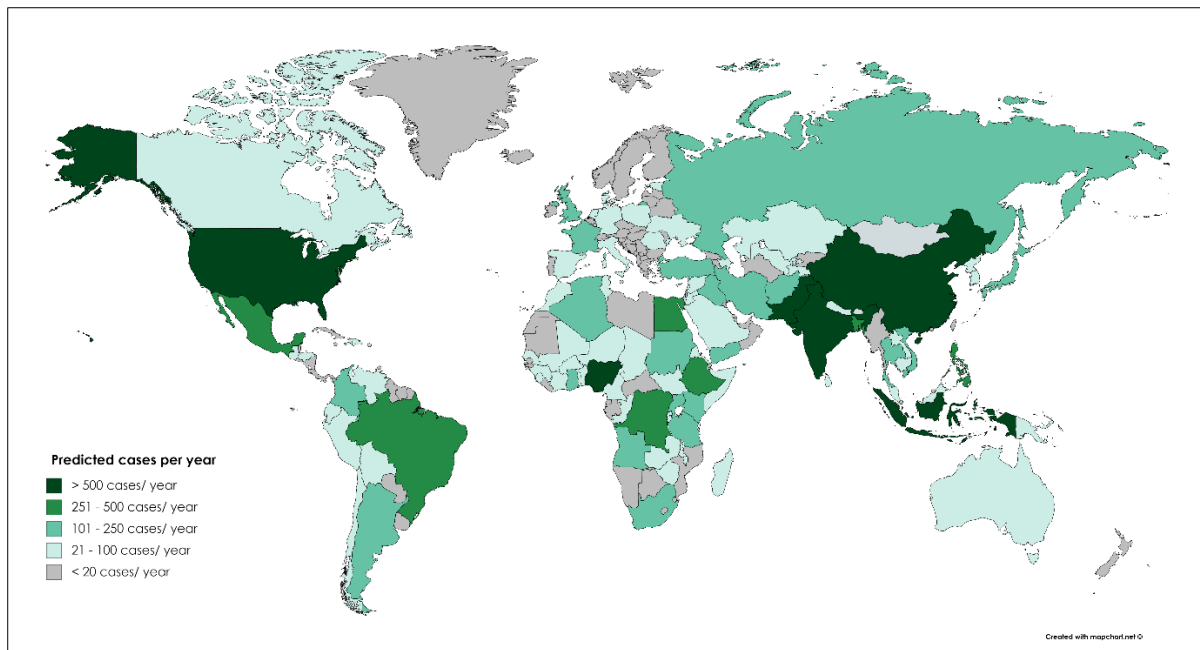 Predicted cases per year
> 500 cases/ year
251 - 500 cases/ year
101 - 250 cases/ year
21 - 100 cases/ year
< 20 cases/ year
Created with mapchart.net ©